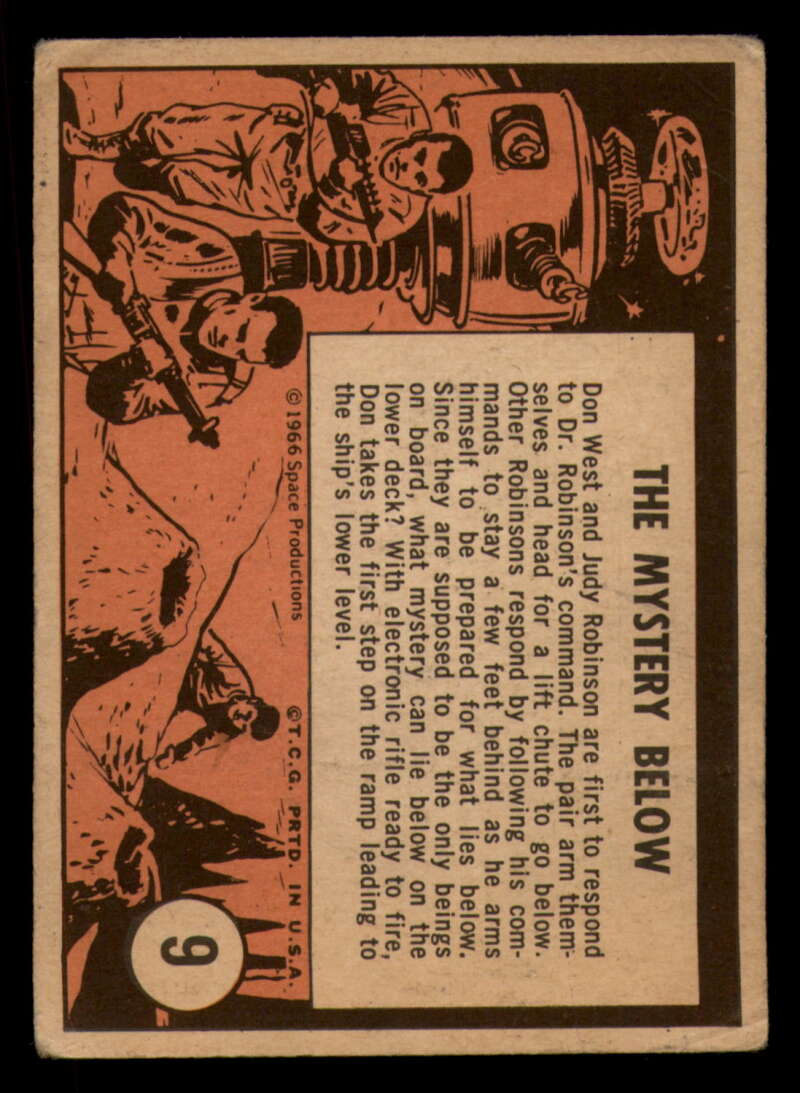 THE MYSTERY BELOW
Don West and Judy Robinson are first to respond
to Dr. Robinson's command. The pair arm them-
selves and head for a lift chute to go below.
Other Robinsons respond by following his com-
mands to stay a few feet behind as he arms
himself to be prepared for what lies below.
Since they are supposed to be the only beings
on board, what mystery can lie below on the
lower deck? With electronic rifle ready to fire,
Don takes the first step on the ramp leading to
the ship's lower level.
© 1966 Space Productions
© T.C.G. PRTD. IN U.S.A.
9